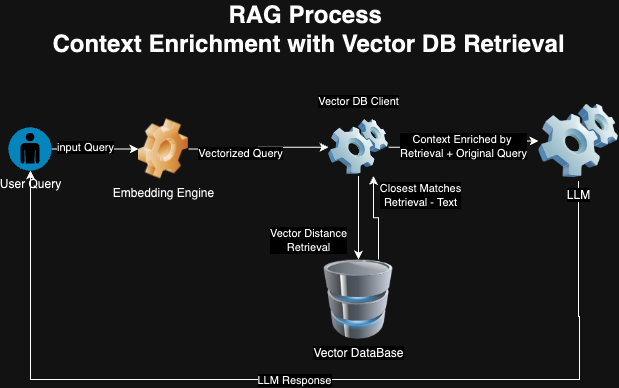 RAG Process
Context Enrichment with Vector DB Retrieval
Vector DB Client
input Query
Vectorized Query
Context Enriched by
Retrieval + Original Query
User Query
Embedding Engine
Closest Matches
Retrieval - Text
LLM
Vector Distance
Retrieval
Vector DataBase
LLM Response